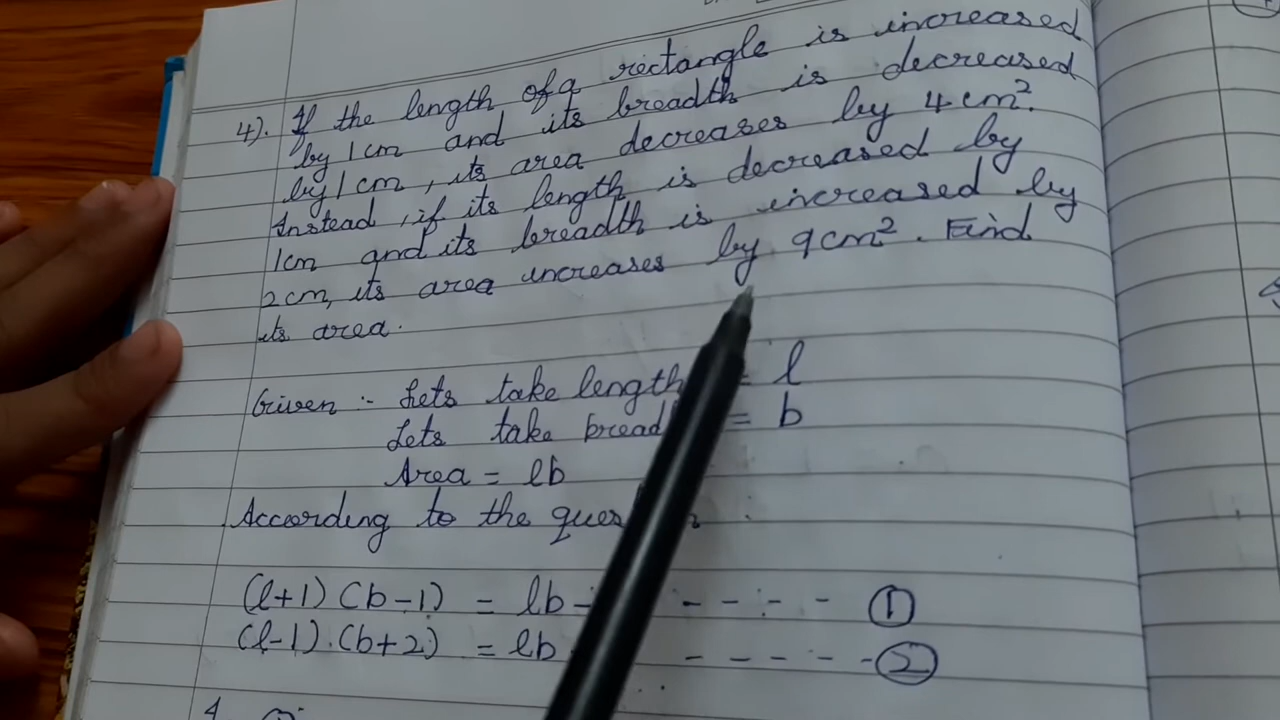 4). If the length of a rectangle is increased
by 1cm and its breadth is decreased
by 1cm, its area decreases by 4cm².
Instead, if its length is decreased by
1cm and its breadth is increased by
2cm, its area increases by 9cm². Find
its area.
Given :- Lets take length = l
Lets take bread = b
Area = lb
According to the ques
(l+1) (b-1) = lb- - - - - ①
(l-1).(b+2) = lb - - - - - ②